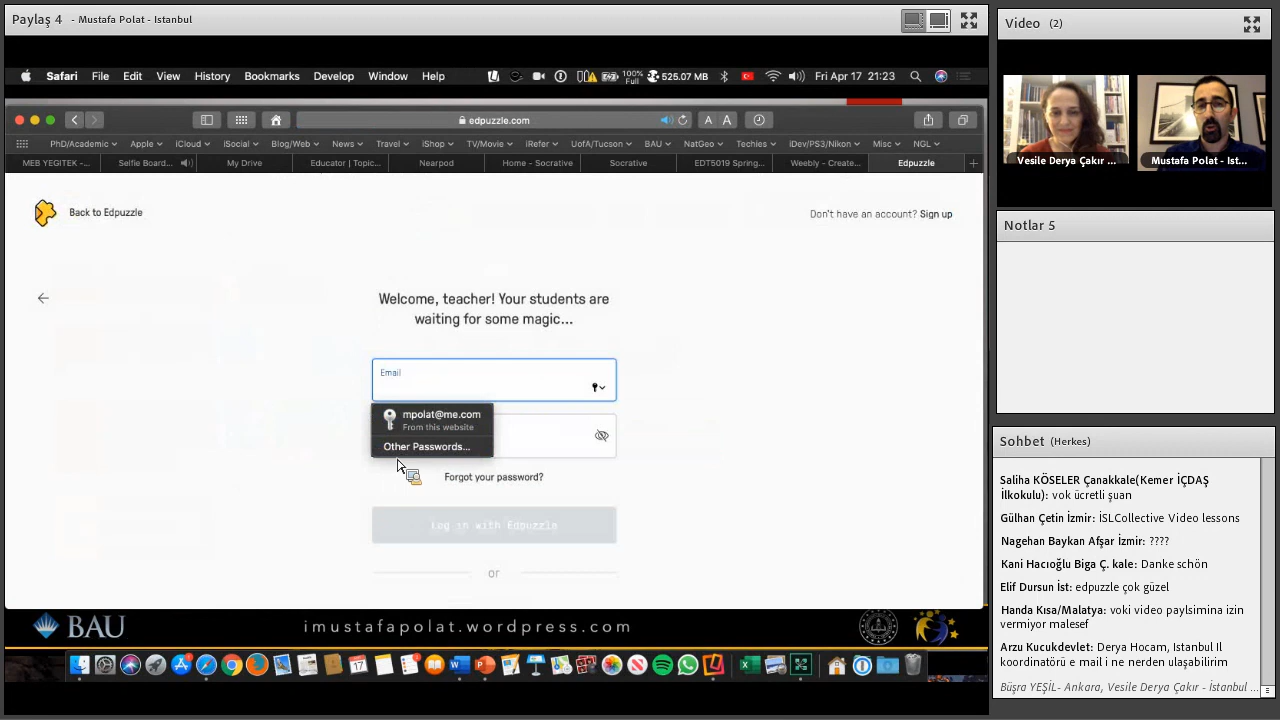 Paylaş 4 - Mustafa Polat - Istanbul
Safari File Edit View History Bookmarks Develop Window Help
100% Full 525.07 MB Fri Apr 17 21:23
edpuzzle.com
A A
PhD/Academic Apple iCloud iSocial Blog/Web News Travel iShop TV/Movie iRefer UofA/Tucson BAU NatGeo Techies iDev/PS3/Nikon Misc NGL
MEB YEGITEK -... Selfie Board... My Drive Educator | Topic... Nearpod Home - Socrative Socrative EDT5019 Spring... Weebly - Create... Edpuzzle
Back to Edpuzzle
Don't have an account? Sign up
Welcome, teacher! Your students are
waiting for some magic...
Email
mpolat@me.com
From this website
Other Passwords...
Forgot your password?
Log in with Edpuzzle
or
BAU
imustafapolat.wordpress.com
17
Video (2)
Vesile Derya Çakır ...
Mustafa Polat - Ist...
Notlar 5
Sohbet (Herkes)
Saliha KÖSELER Çanakkale(Kemer İÇDAŞ
İlkokulu): vok ücretli şuan
Gülhan Çetin İzmir: İSLCollective Video lessons
Nagehan Baykan Afşar İzmir: ????
Kani Hacıoğlu Biga Ç. kale: Danke schön
Elif Dursun İst: edpuzzle çok güzel
Handa Kısa/Malatya: voki video paylsimina izin
vermiyor malesef
Arzu Kucukdevlet: Derya Hocam, Istanbul Il
koordinatörü e mail i ne nerden ulaşabilirim
Büşra YEŞİL- Ankara, Vesile Derya Çakır - İstanbul ...